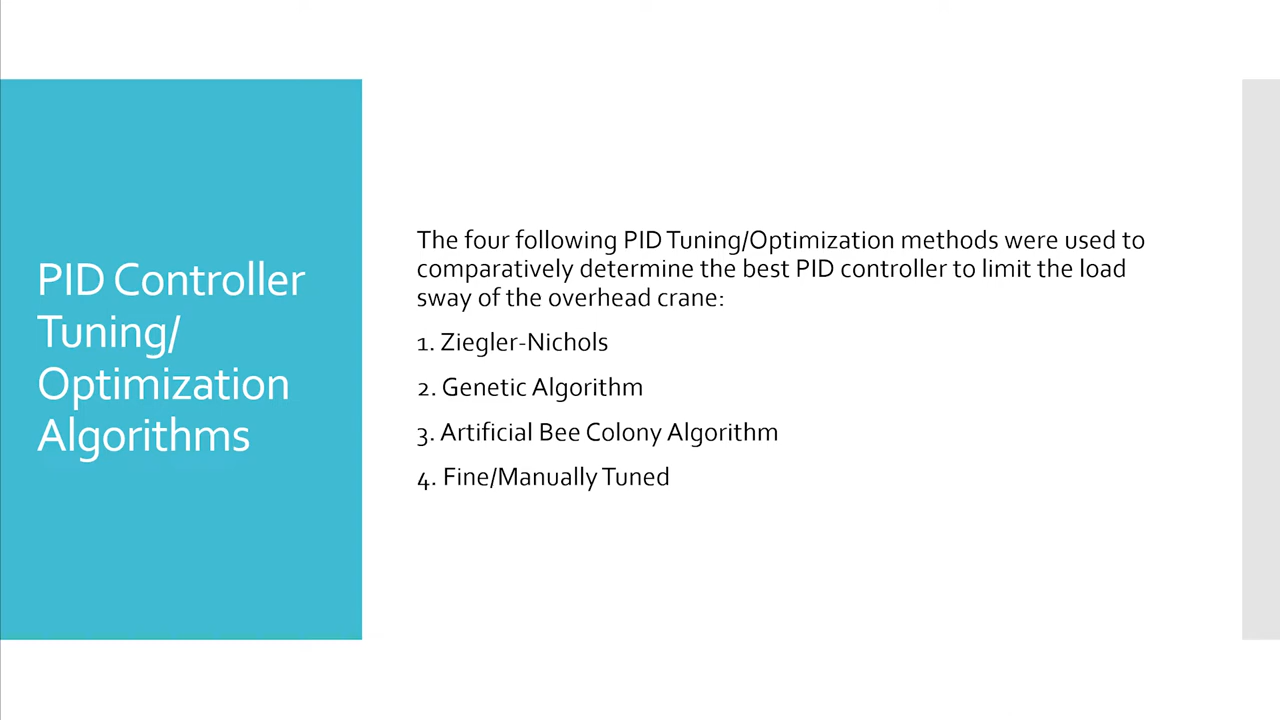 PID Controller
Tuning/
Optimization
Algorithms
The four following PID Tuning/Optimization methods were used to
comparatively determine the best PID controller to limit the load
sway of the overhead crane:
1. Ziegler-Nichols
2. Genetic Algorithm
3. Artificial Bee Colony Algorithm
4. Fine/Manually Tuned